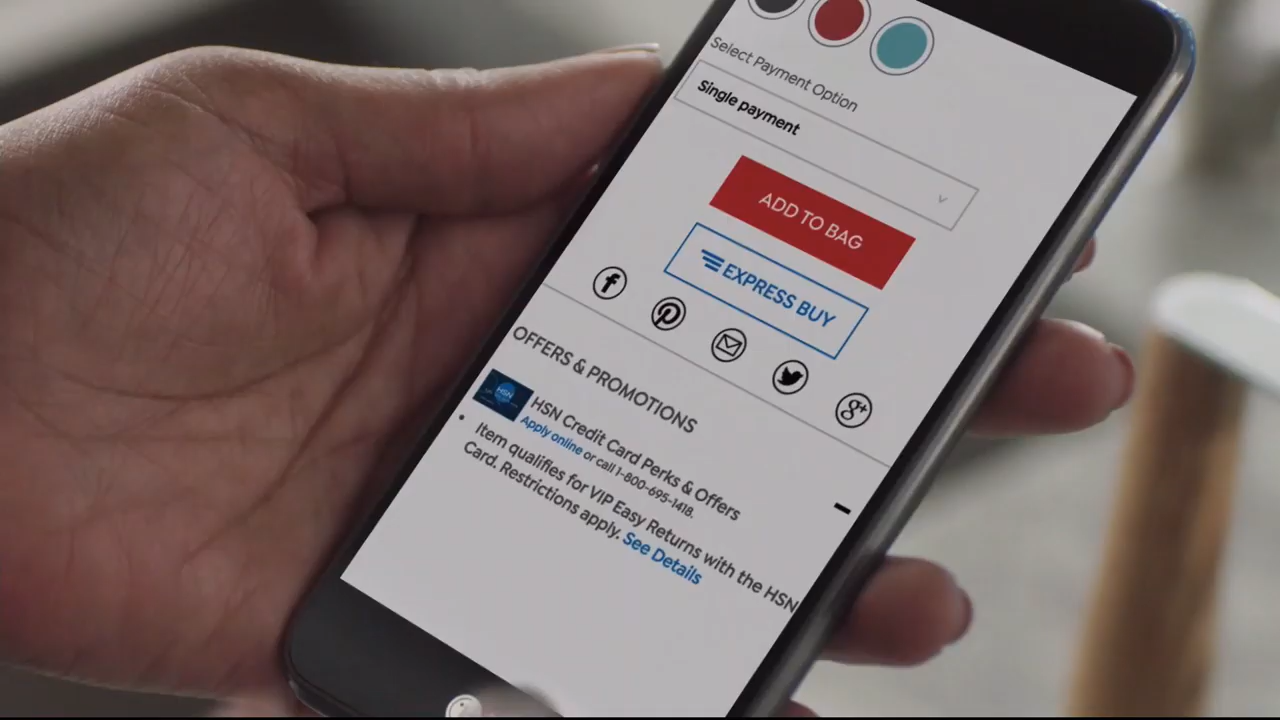 Select Payment Option
Single payment
ADD TO BAG
EXPRESS BUY
OFFERS & PROMOTIONS
HSN
HSN Credit Card Perks & Offers
Apply online or call 1-800-695-1418.
Item qualifies for VIP Easy Returns with the HSN
Card. Restrictions apply. See Details